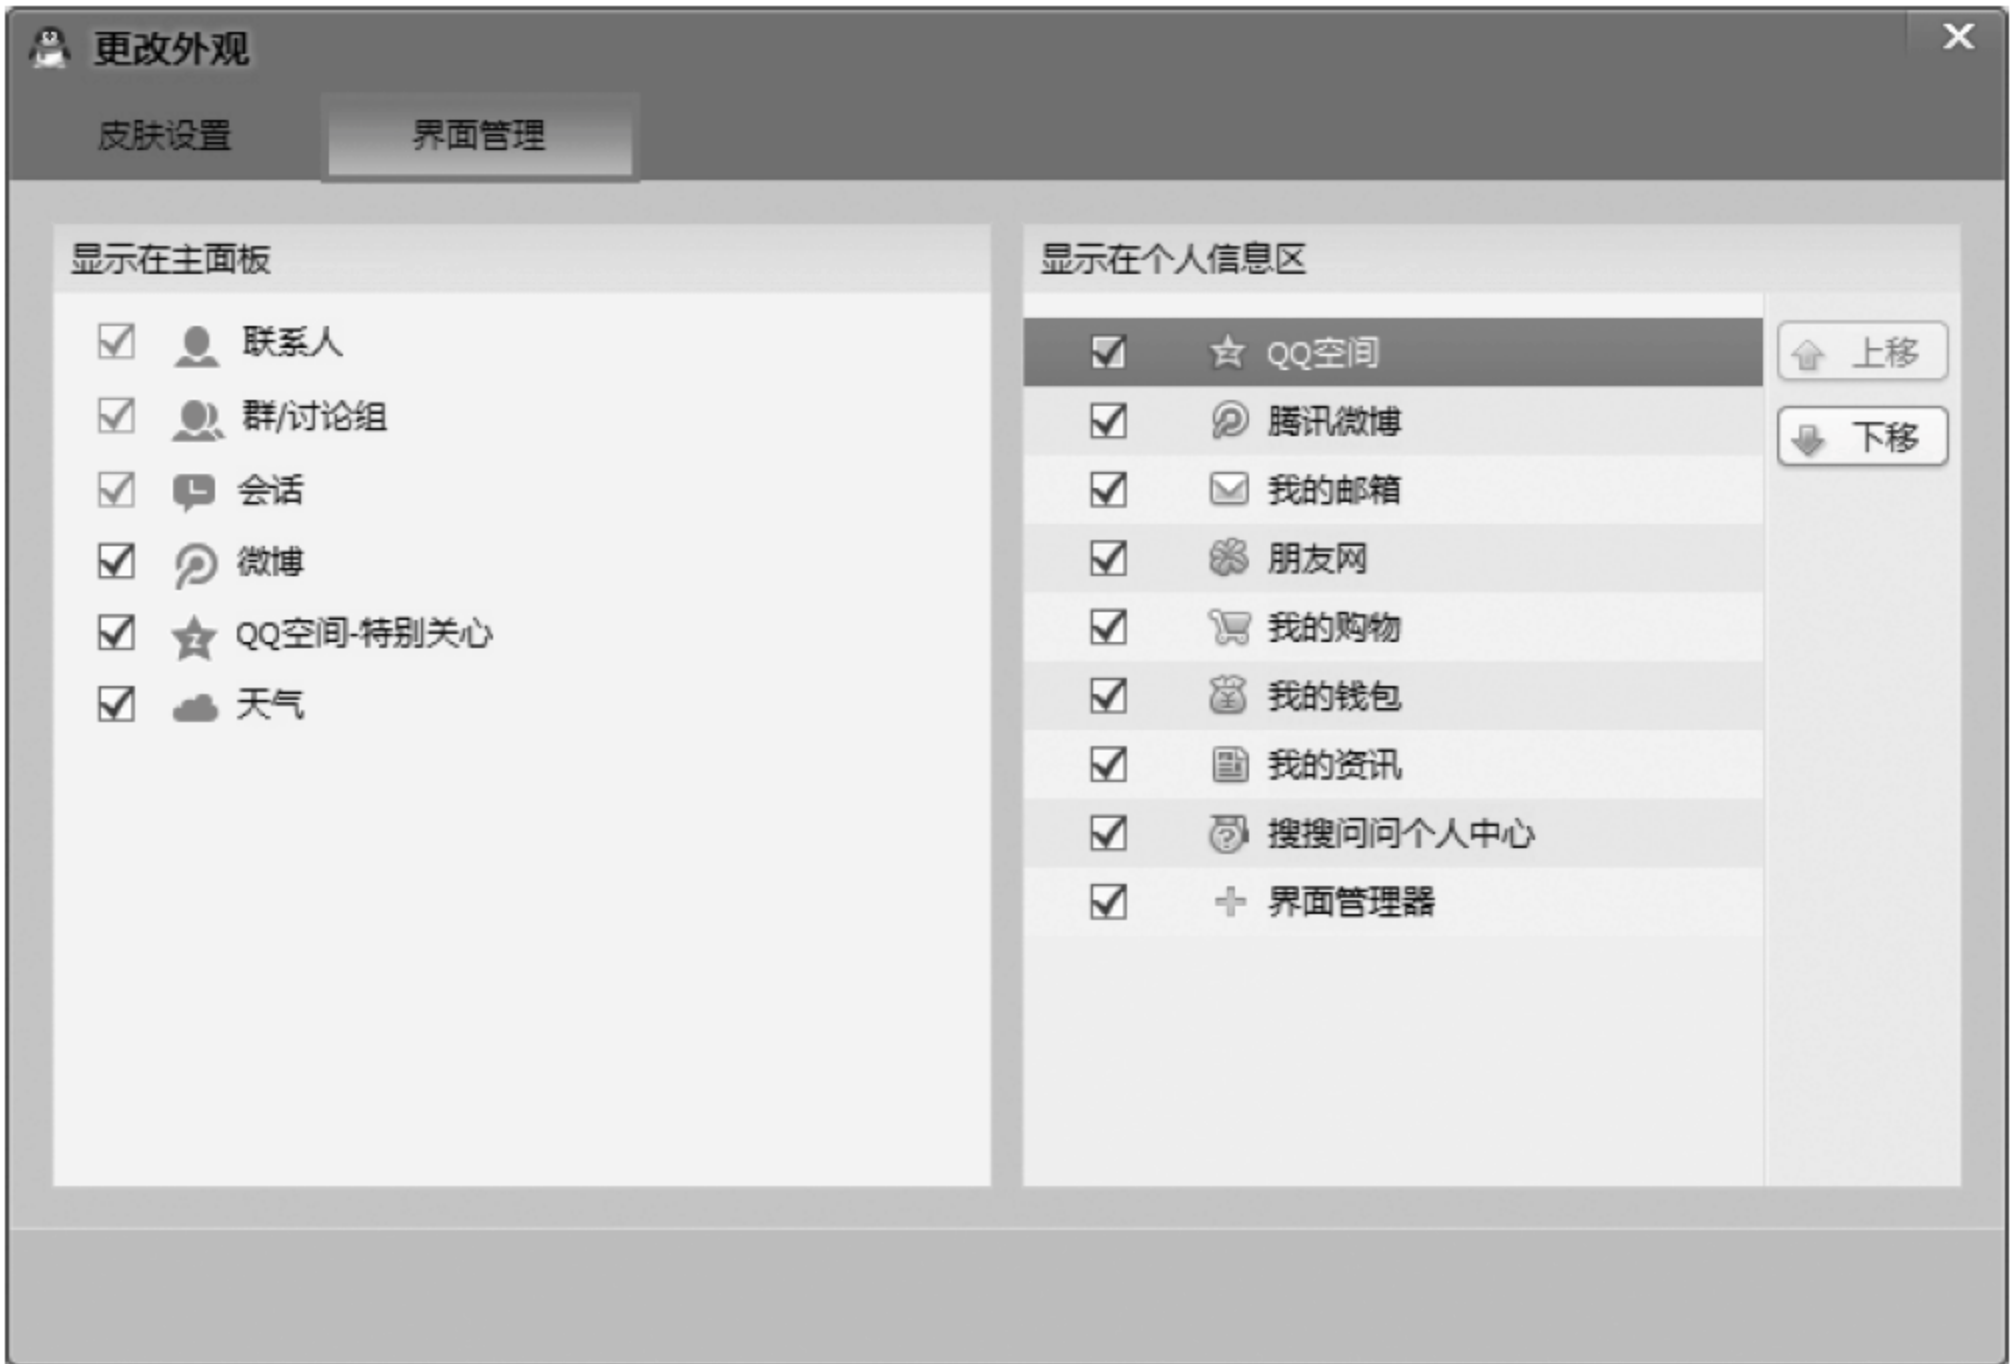 更改外观
皮肤设置 界面管理
显示在主面板
联系人
群/讨论组
会话
微博
QQ空间-特别关心
天气
显示在个人信息区
QQ空间
腾讯微博
我的邮箱
朋友网
我的购物
我的钱包
我的资讯
搜搜问问个人中心
界面管理器
上移
下移